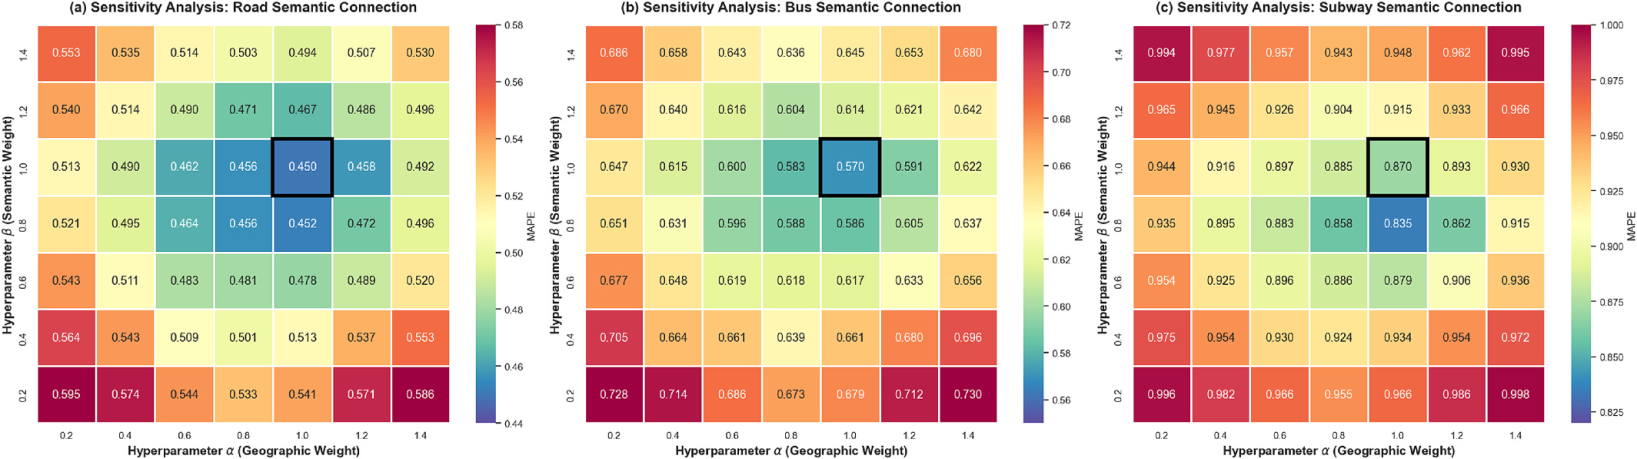 (a) Sensitivity Analysis: Road Semantic Connection
Hyperparameter β (Semantic Weight)
1.4 0.553 0.535 0.514 0.503 0.494 0.507 0.530
1.2 0.540 0.514 0.490 0.471 0.467 0.486 0.496
1.0 0.513 0.490 0.462 0.456 0.450 0.458 0.492
0.8 0.521 0.495 0.464 0.456 0.452 0.472 0.496
0.6 0.543 0.511 0.483 0.481 0.478 0.489 0.520
0.4 0.564 0.543 0.509 0.501 0.513 0.537 0.553
0.2 0.595 0.574 0.544 0.533 0.541 0.571 0.586
0.2 0.4 0.6 0.8 1.0 1.2 1.4
Hyperparameter α (Geographic Weight)
0.58
0.56
0.54
0.52
0.50
0.48
0.46
0.44
MAPE
(b) Sensitivity Analysis: Bus Semantic Connection
Hyperparameter β (Semantic Weight)
1.4 0.686 0.658 0.643 0.636 0.645 0.653 0.680
1.2 0.670 0.640 0.616 0.604 0.614 0.621 0.642
1.0 0.647 0.615 0.600 0.583 0.570 0.591 0.622
0.8 0.651 0.631 0.596 0.588 0.586 0.605 0.637
0.6 0.677 0.648 0.619 0.618 0.617 0.633 0.656
0.4 0.705 0.664 0.661 0.639 0.661 0.680 0.696
0.2 0.728 0.714 0.686 0.673 0.679 0.712 0.730
0.2 0.4 0.6 0.8 1.0 1.2 1.4
Hyperparameter α (Geographic Weight)
0.72
0.70
0.68
0.66
0.64
0.62
0.60
0.58
0.56
MAPE
(c) Sensitivity Analysis: Subway Semantic Connection
Hyperparameter β (Semantic Weight)
1.4 0.994 0.977 0.957 0.943 0.948 0.962 0.995
1.2 0.965 0.945 0.926 0.904 0.915 0.933 0.966
1.0 0.944 0.916 0.897 0.885 0.870 0.893 0.930
0.8 0.935 0.895 0.883 0.858 0.835 0.862 0.915
0.6 0.954 0.925 0.896 0.886 0.879 0.906 0.936
0.4 0.975 0.954 0.930 0.924 0.934 0.954 0.972
0.2 0.996 0.982 0.966 0.955 0.966 0.986 0.998
0.2 0.4 0.6 0.8 1.0 1.2 1.4
Hyperparameter α (Geographic Weight)
1.000
0.975
0.950
0.925
0.900
0.875
0.850
0.825
MAPE